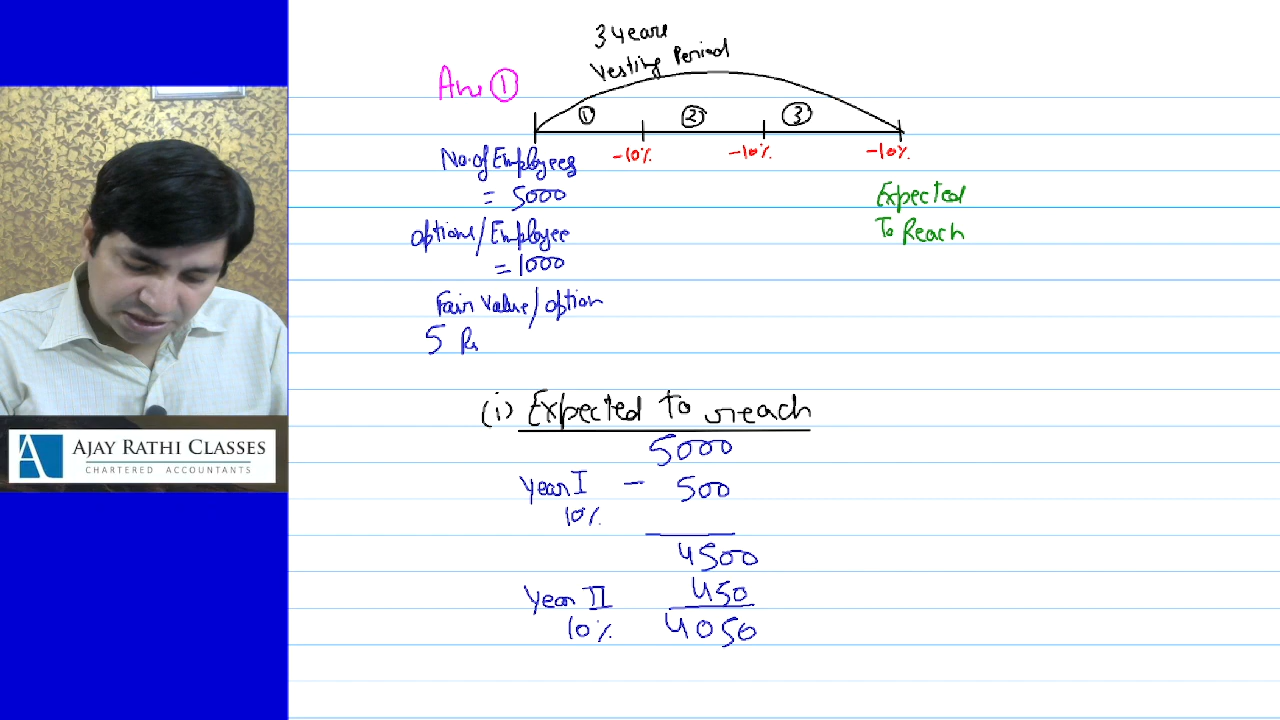 3 Years
Vesting Period
Ans ①
① ② ③
-10% -10% -10%
No. of Employees
= 5000
options/Employee
= 1000
Fair Value/option
5 Rs
Expected
To Reach
(i) Expected To reach
5000
Year I - 500
10%
4500
Year II 450
10% 4050
AJAY RATHI CLASSES
CHARTERED ACCOUNTANTS